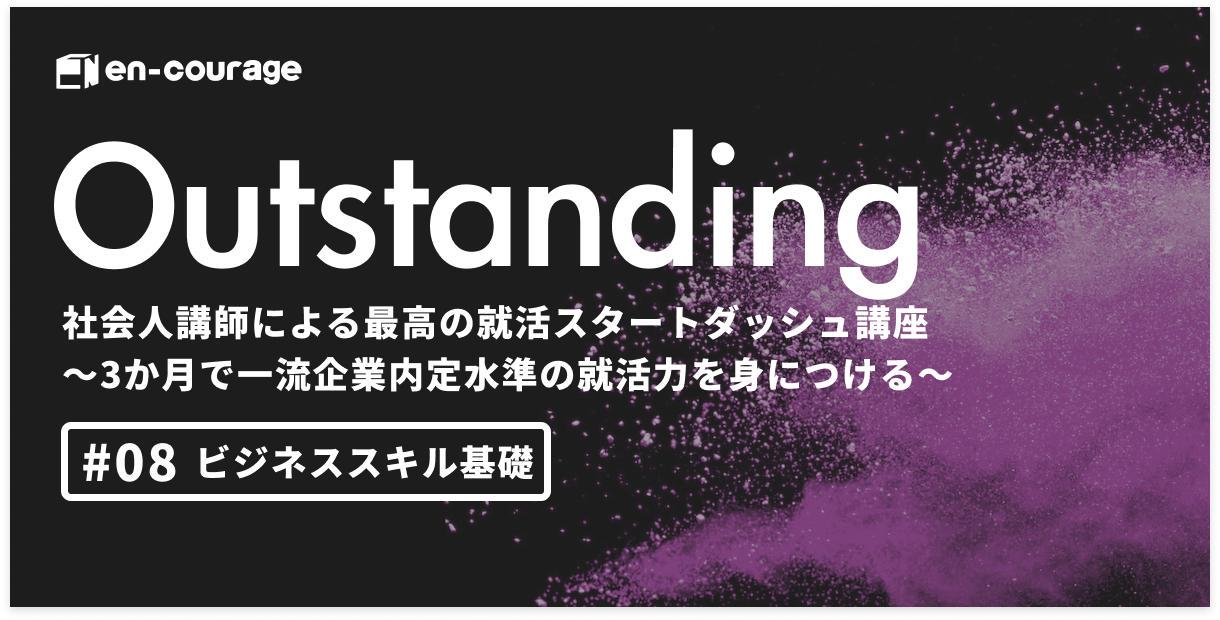 en-courage
Outstanding
社会人講師による最高の就活スタートダッシュ講座
〜3か月で一流企業内定水準の就活力を身につける〜
#08 ビジネススキル基礎